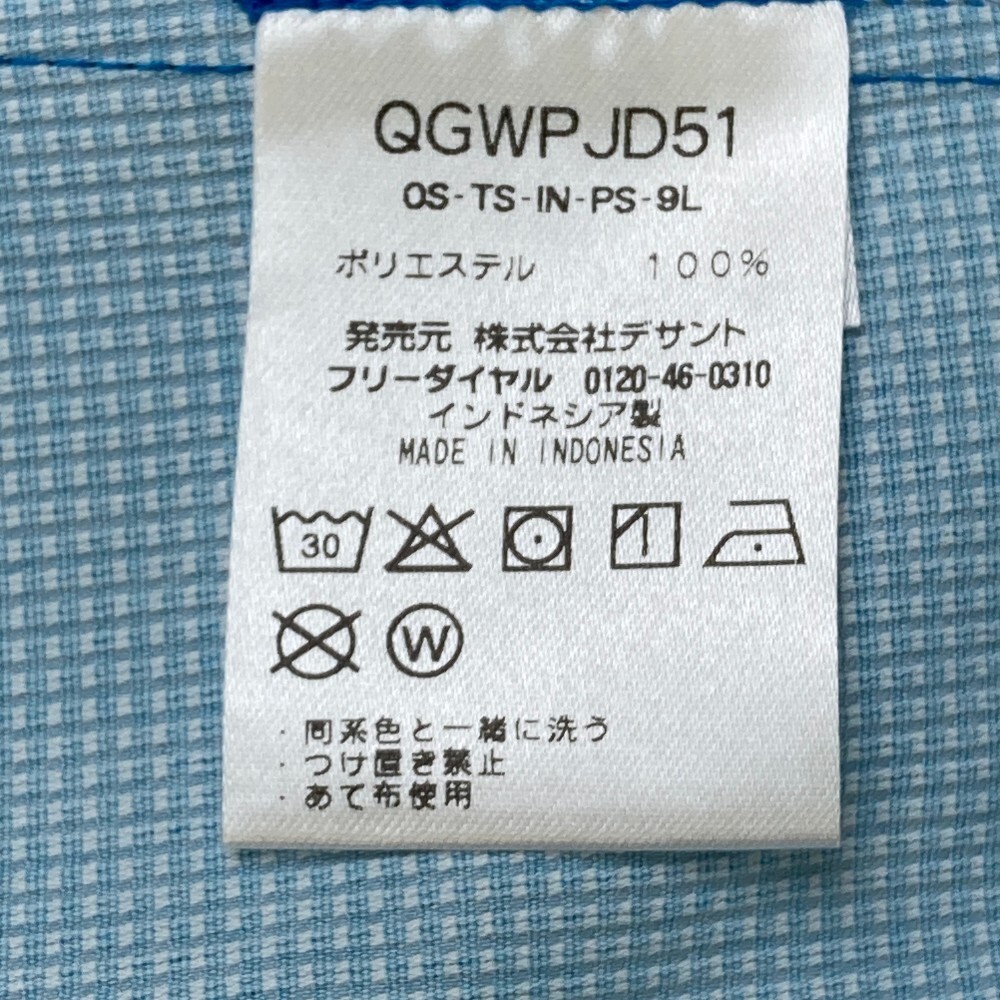 QGWPJD51
OS-TS-IN-PS-9L
ポリエステル 100%
発売元 株式会社デサント
フリーダイヤル 0120-46-0310
インドネシア製
MADE IN INDONESIA
30
W
・同系色と一緒に洗う
・つけ置き禁止
・あて布使用